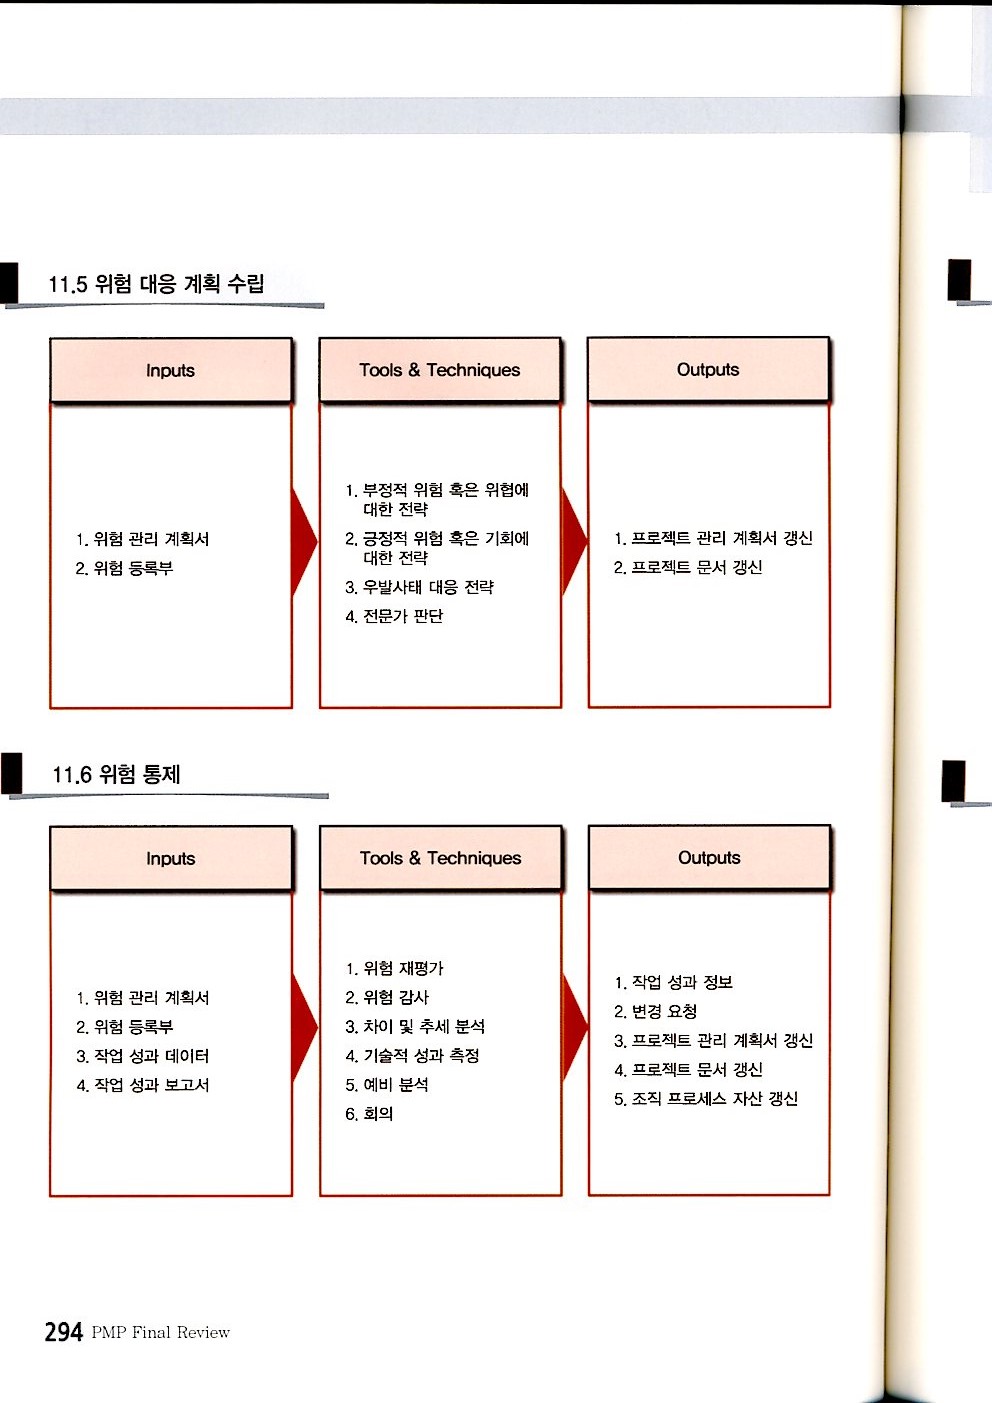 11.5 위험 대응 계획 수립
Inputs
1. 위험 관리 계획서
2. 위험 등록부
Tools & Techniques
1. 부정적 위험 혹은 위협에
대한 전략
2. 긍정적 위험 혹은 기회에
대한 전략
3. 우발사태 대응 전략
4. 전문가 판단
Outputs
1. 프로젝트 관리 계획서 갱신
2. 프로젝트 문서 갱신
11.6 위험 통제
Inputs
1. 위험 관리 계획서
2. 위험 등록부
3. 작업 성과 데이터
4. 작업 성과 보고서
Tools & Techniques
1. 위험 재평가
2. 위험 감사
3. 차이 및 추세 분석
4. 기술적 성과 측정
5. 예비 분석
6. 회의
Outputs
1. 작업 성과 정보
2. 변경 요청
3. 프로젝트 관리 계획서 갱신
4. 프로젝트 문서 갱신
5. 조직 프로세스 자산 갱신
294 PMP Final Review